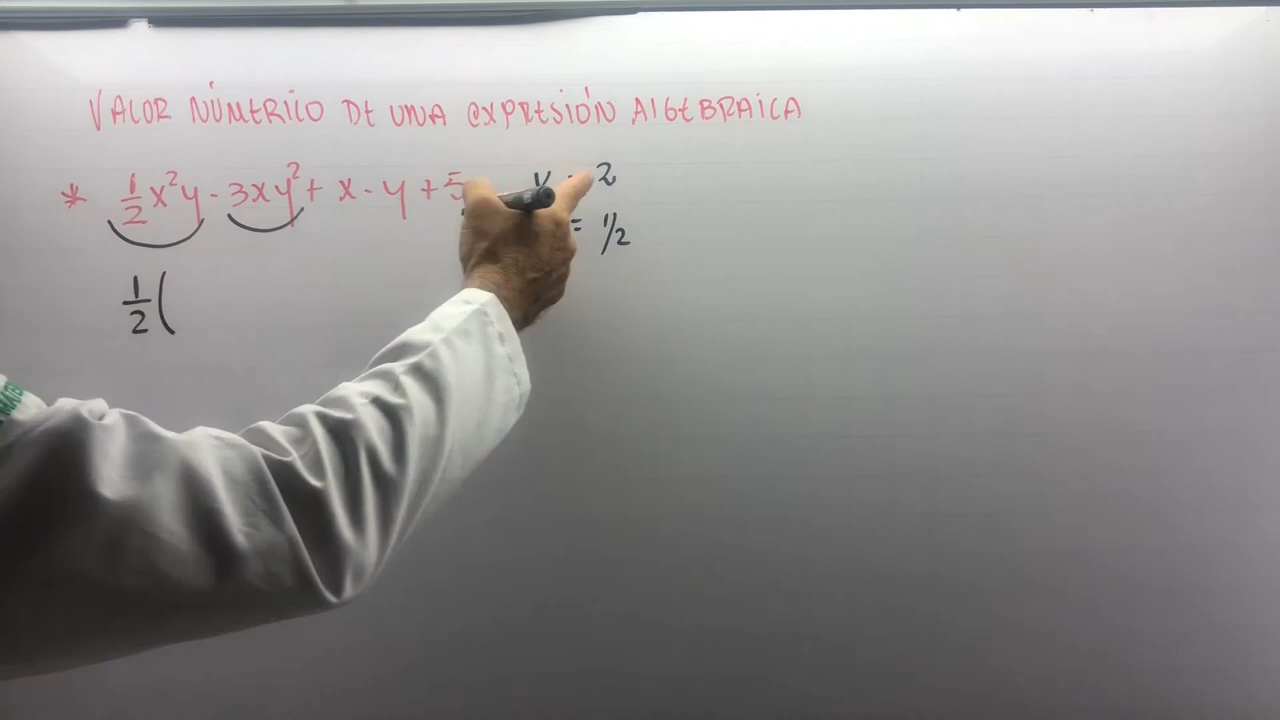 VALOR NÚMERICO DE UNA EXPRESIÓN ALGEBRAICA
* 1/2 x²y - 3xy² + x - y + 5 2
= 1/2
1/2 (